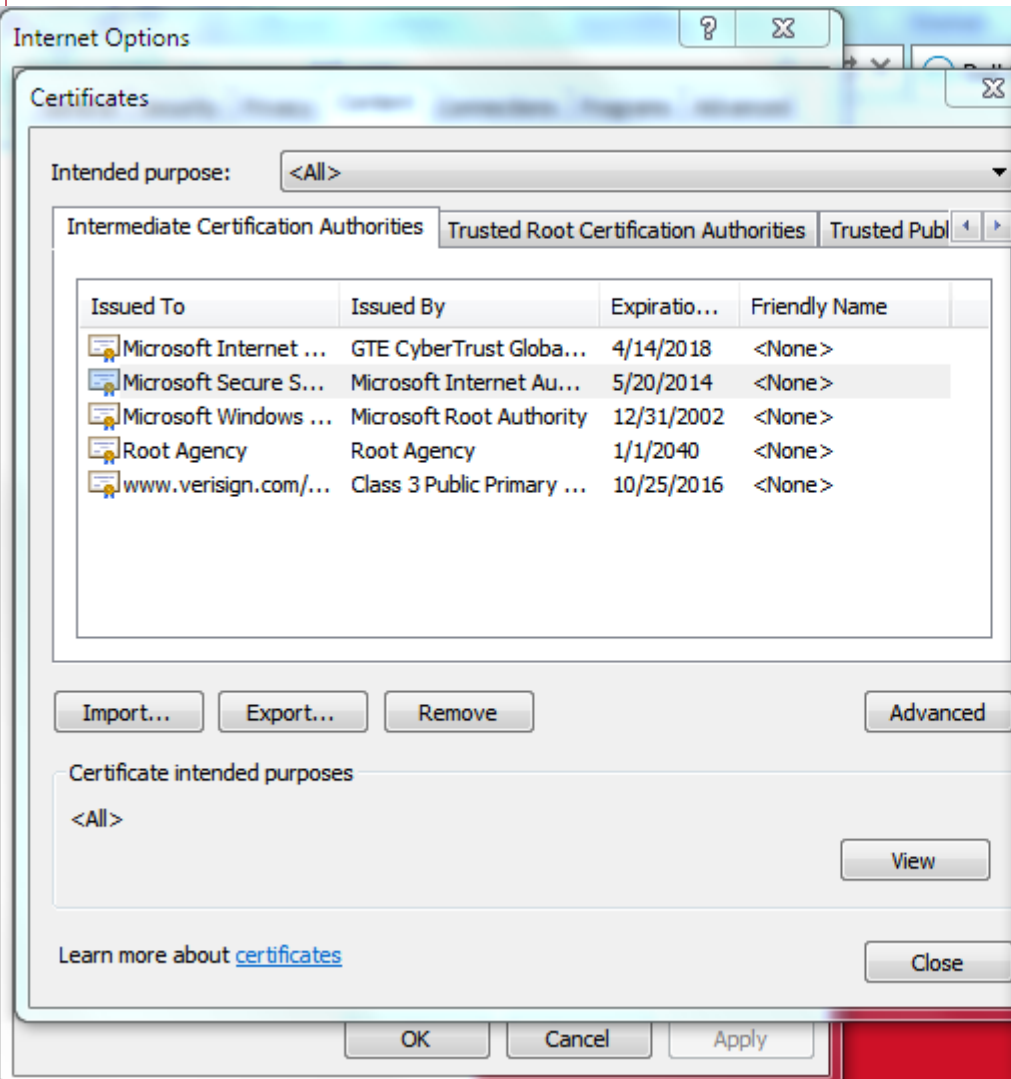 Internet Options
Certificates
Intended purpose: <All>
Intermediate Certification Authorities Trusted Root Certification Authorities Trusted Publ
Issued To Issued By Expiratio... Friendly Name
Microsoft Internet ... GTE CyberTrust Globa... 4/14/2018 <None>
Microsoft Secure S... Microsoft Internet Au... 5/20/2014 <None>
Microsoft Windows ... Microsoft Root Authority 12/31/2002 <None>
Root Agency Root Agency 1/1/2040 <None>
www.verisign.com/... Class 3 Public Primary ... 10/25/2016 <None>
Import... Export... Remove Advanced
Certificate intended purposes
<All>
View
Learn more about certificates
Close
OK Cancel Apply